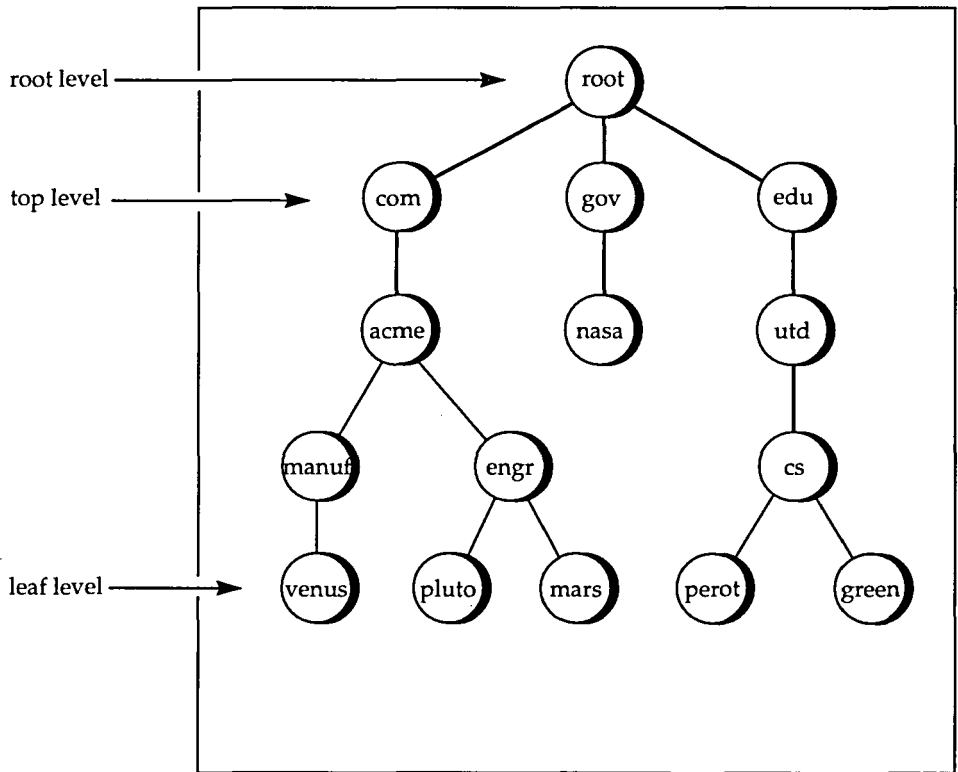 root level
root
top level
com
gov
edu
acme
nasa
utd
manuf
engr
cs
leaf level
venus
pluto
mars
perot
green